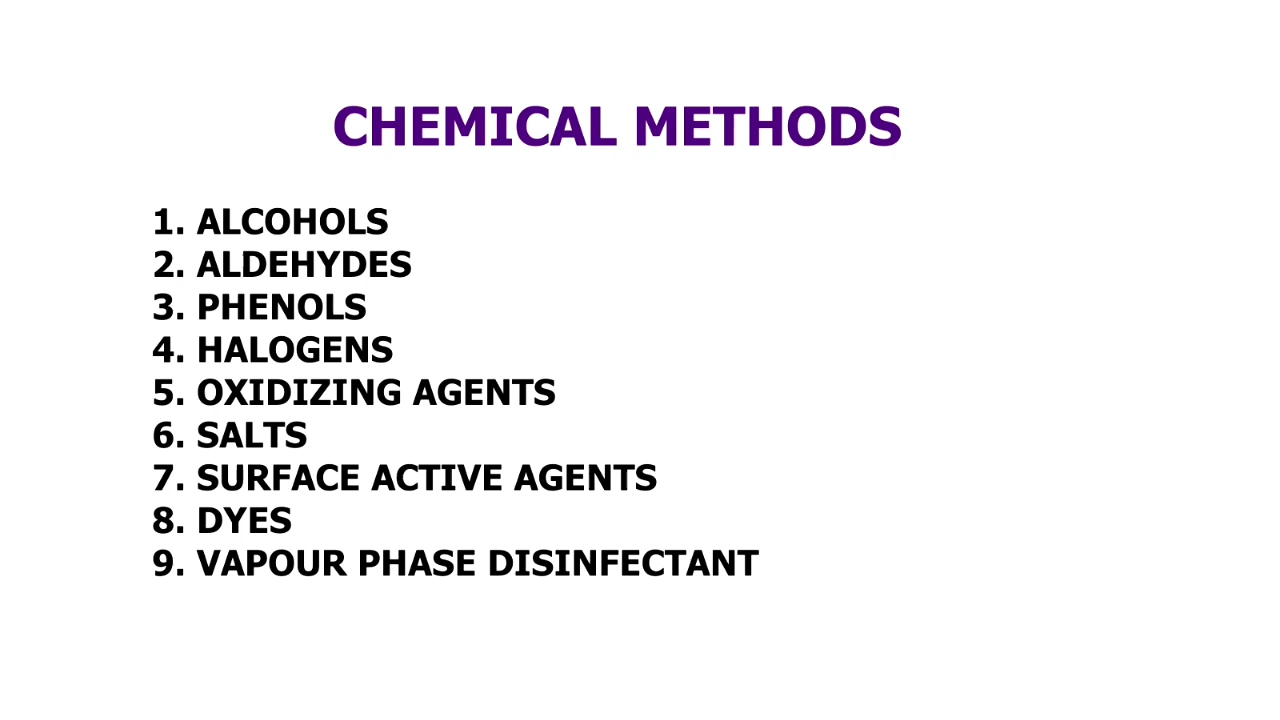 CHEMICAL METHODS
1. ALCOHOLS
2. ALDEHYDES
3. PHENOLS
4. HALOGENS
5. OXIDIZING AGENTS
6. SALTS
7. SURFACE ACTIVE AGENTS
8. DYES
9. VAPOUR PHASE DISINFECTANT